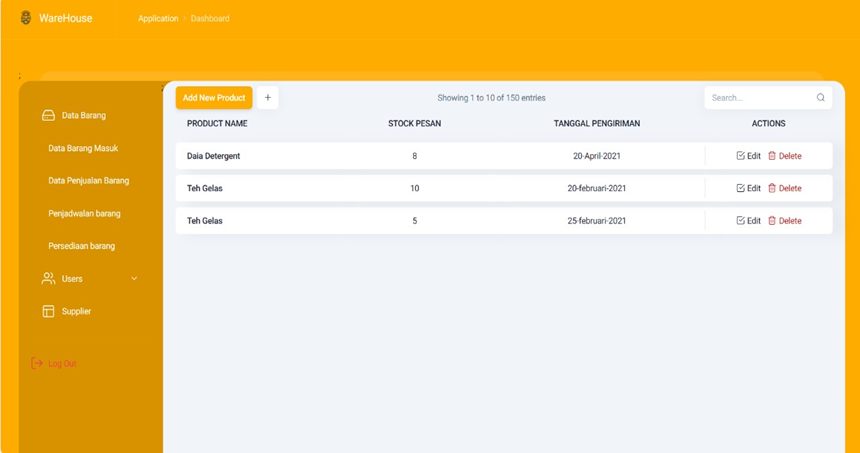 WareHouse Application Dashboard
;
Add New Product + Showing 1 to 10 of 150 entries Search...
PRODUCT NAME STOCK PESAN TANGGAL PENGIRIMAN ACTIONS
Daia Detergent 8 20-April-2021 Edit Delete
Teh Gelas 10 20-februari-2021 Edit Delete
Teh Gelas 5 25-februari-2021 Edit Delete
Data Barang
Data Barang Masuk
Data Penjualan Barang
Penjadwalan barang
Persediaan barang
Users
Supplier
Log Out